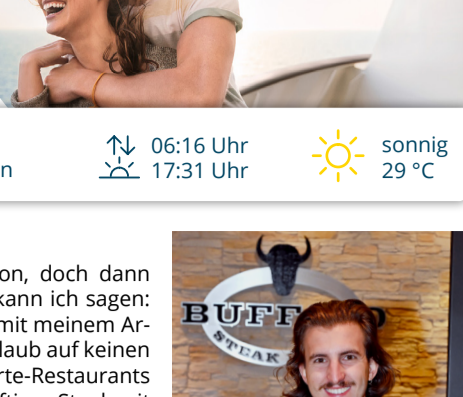 06:16 Uhr
17:31 Uhr
sonnig
29 °C
n
on, doch dann
kann ich sagen:
mit meinem Ar-
laub auf keinen
rte-Restaurants
BUFF O
STEAK